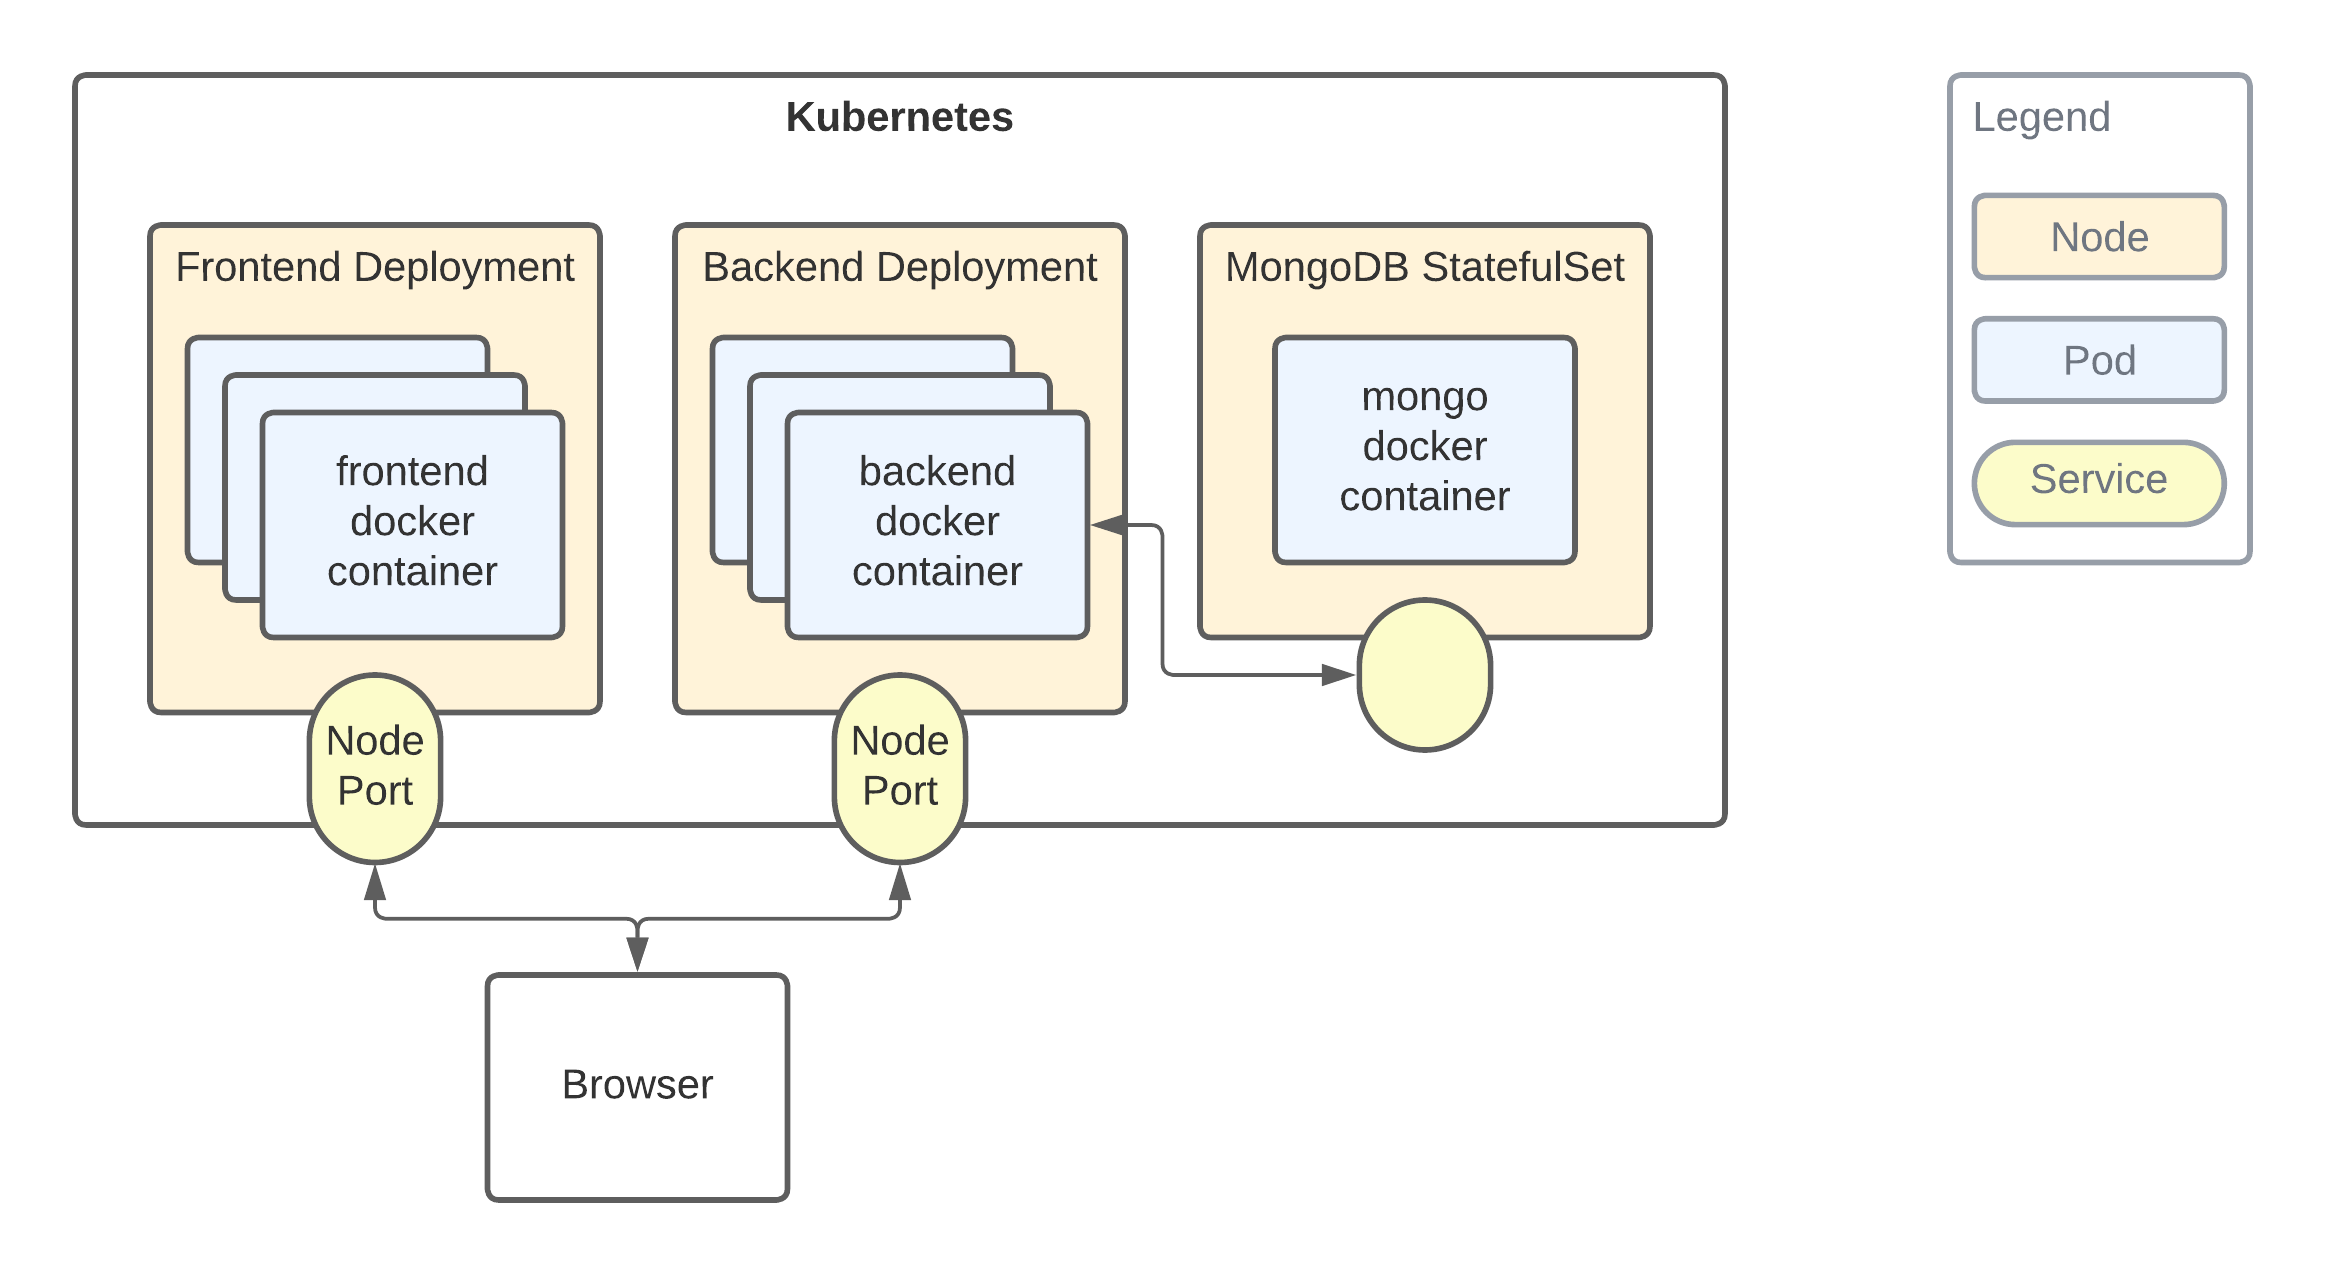 Kubernetes
Frontend Deployment
frontend
docker
container
Node
Port
Backend Deployment
backend
docker
container
Node
Port
MongoDB StatefulSet
mongo
docker
container
Browser
Legend
Node
Pod
Service